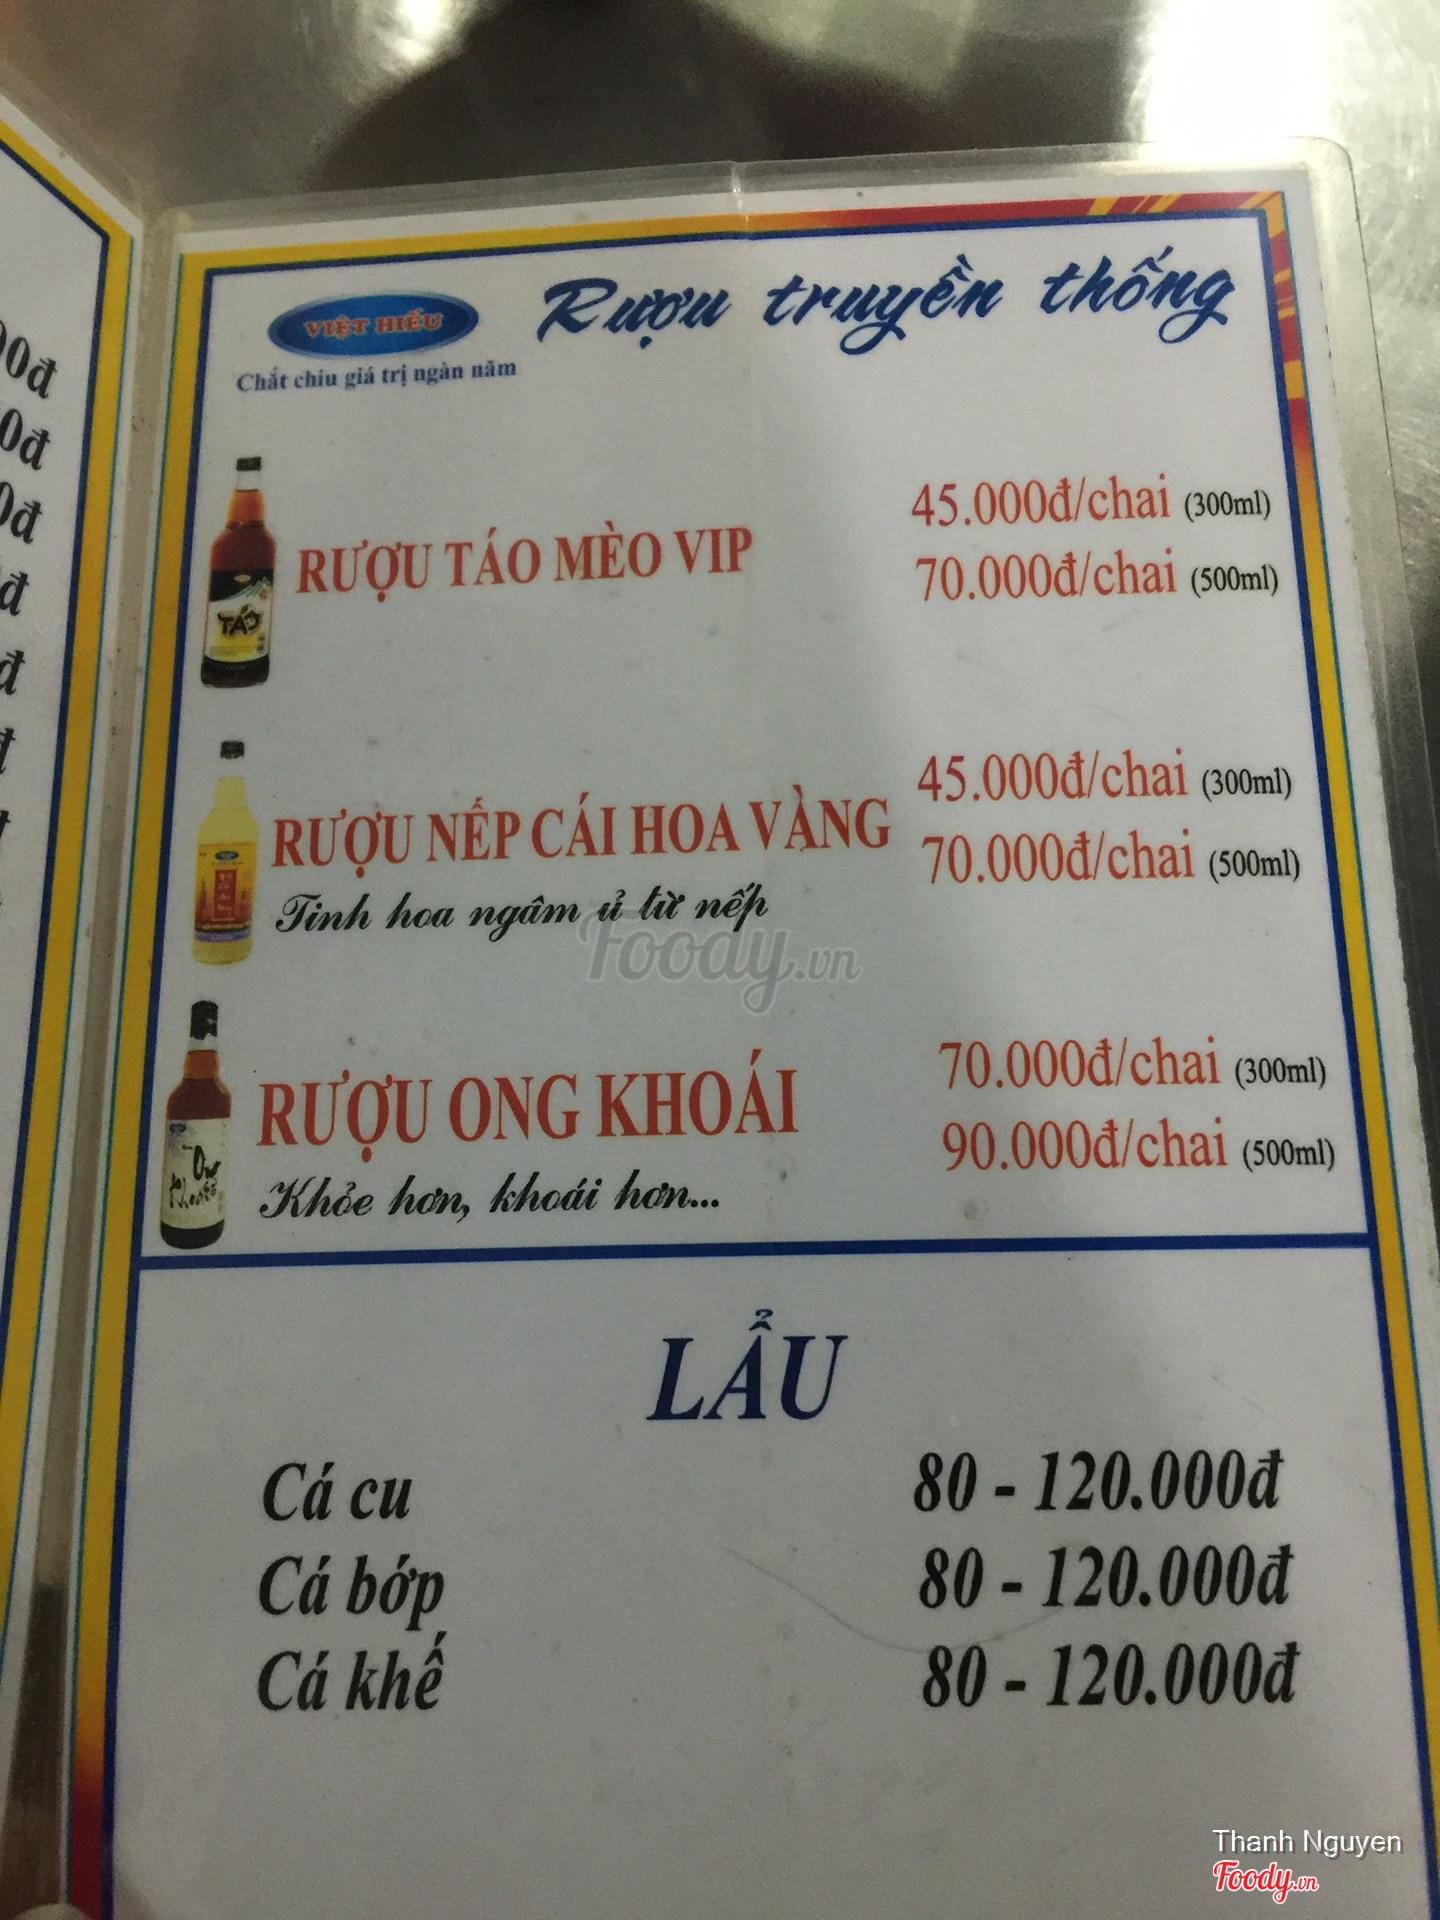 VIỆT HIẾU
Rượu truyền thống
Chắt chiu giá trị ngàn năm
RƯỢU TÁO MÈO VIP
45.000đ/chai (300ml)
70.000đ/chai (500ml)
TÁO
RƯỢU NẾP CÁI HOA VÀNG
Tinh hoa ngâm ủ từ nếp
45.000đ/chai (300ml)
70.000đ/chai (500ml)
Foody.vn
RƯỢU ONG KHOÁI
Khỏe hơn, khoái hơn...
70.000đ/chai (300ml)
90.000đ/chai (500ml)
LẨU
Cá cu 80 - 120.000đ
Cá bớp 80 - 120.000đ
Cá khế 80 - 120.000đ
Thanh Nguyen
Foody.vn